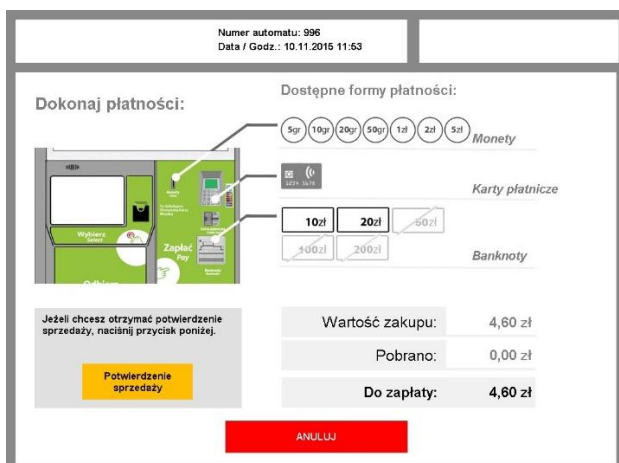 Numer automatu: 996
Data / Godz.: 10.11.2015 11:53
Dokonaj płatności:
Dostępne formy płatności:
5gr 10gr 20gr 50gr 1zł 2zł 5zł
Monety
Karty płatnicze
10zł 20zł 50zł
100zł 200zł
Banknoty
Wybierz
Select
Zapłać
Pay
Odbierz
Jeżeli chcesz otrzymać potwierdzenie
sprzedaży, naciśnij przycisk poniżej.
Potwierdzenie
sprzedaży
Wartość zakupu: 4,60 zł
Pobrano: 0,00 zł
Do zapłaty: 4,60 zł
ANULUJ